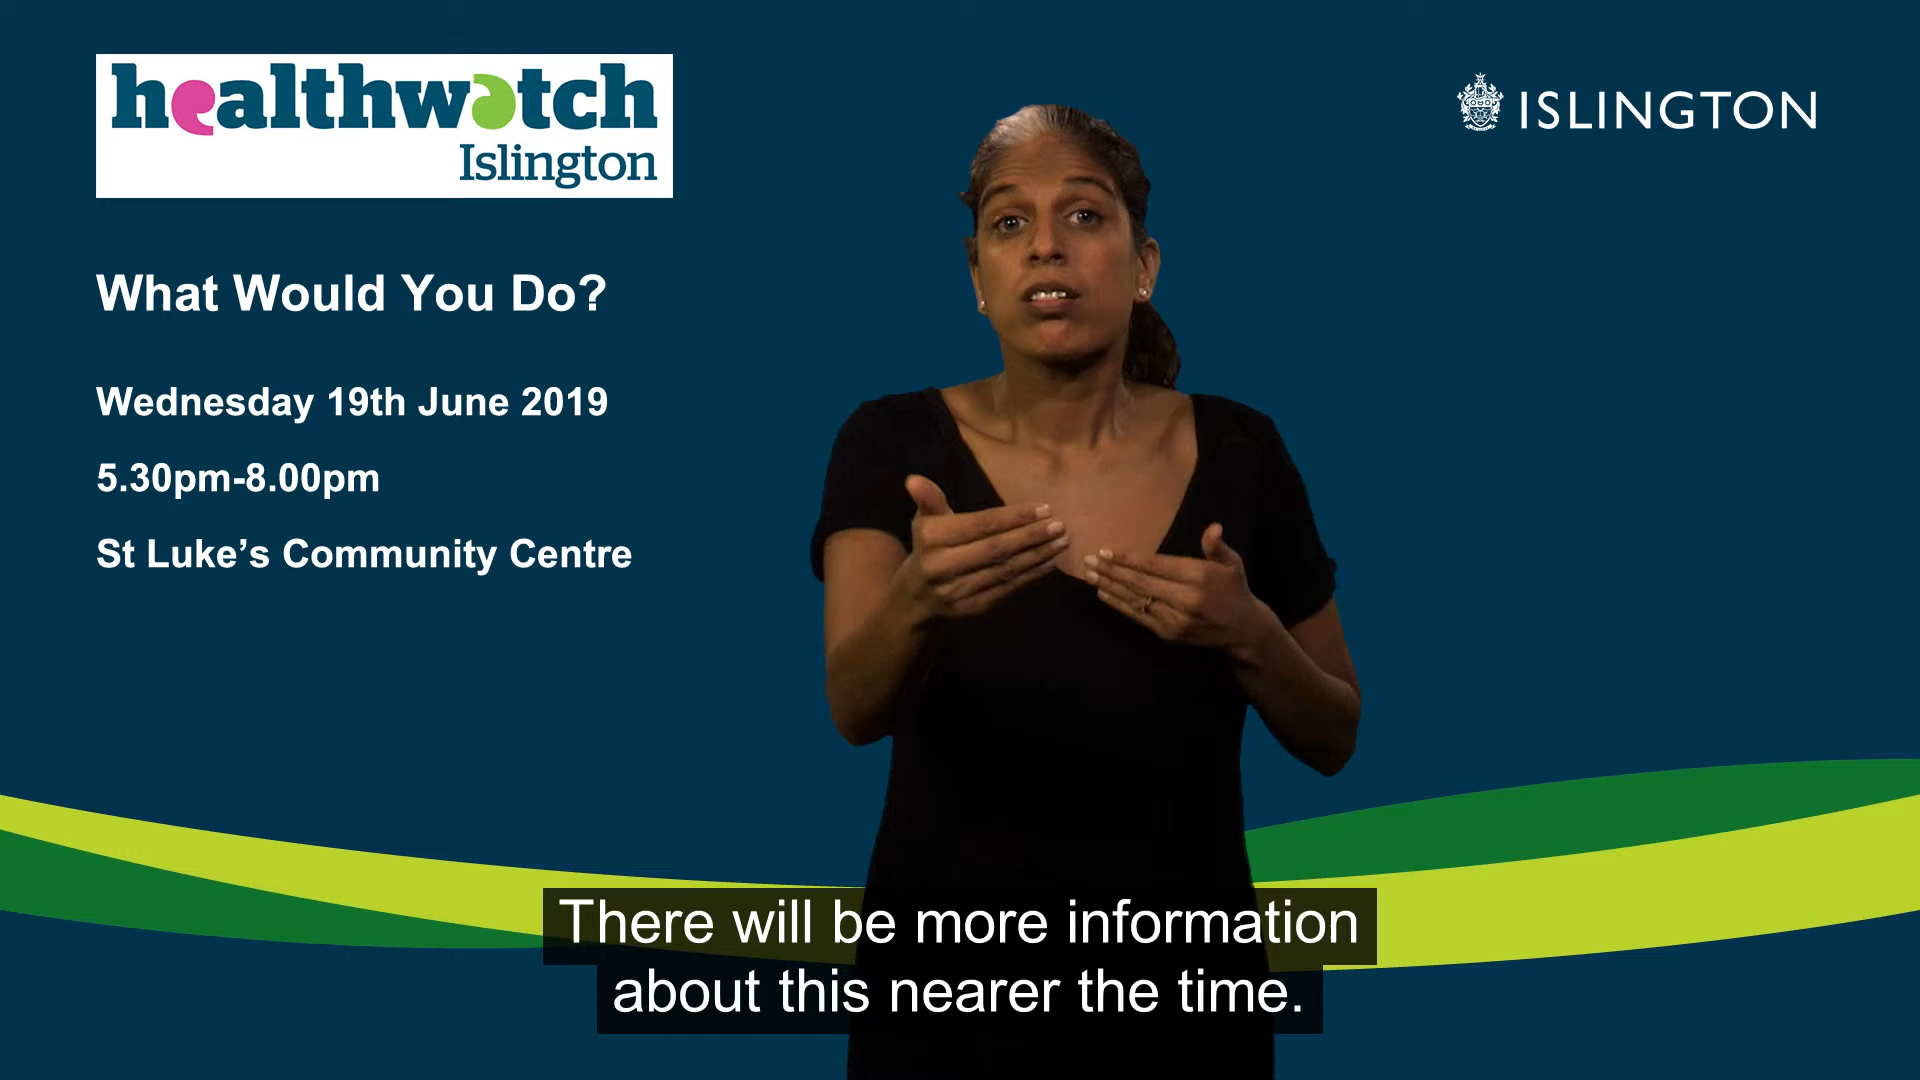 healthwatch
Islington
ISLINGTON
What Would You Do?
Wednesday 19th June 2019
5.30pm-8.00pm
St Luke’s Community Centre
There will be more information
about this nearer the time.